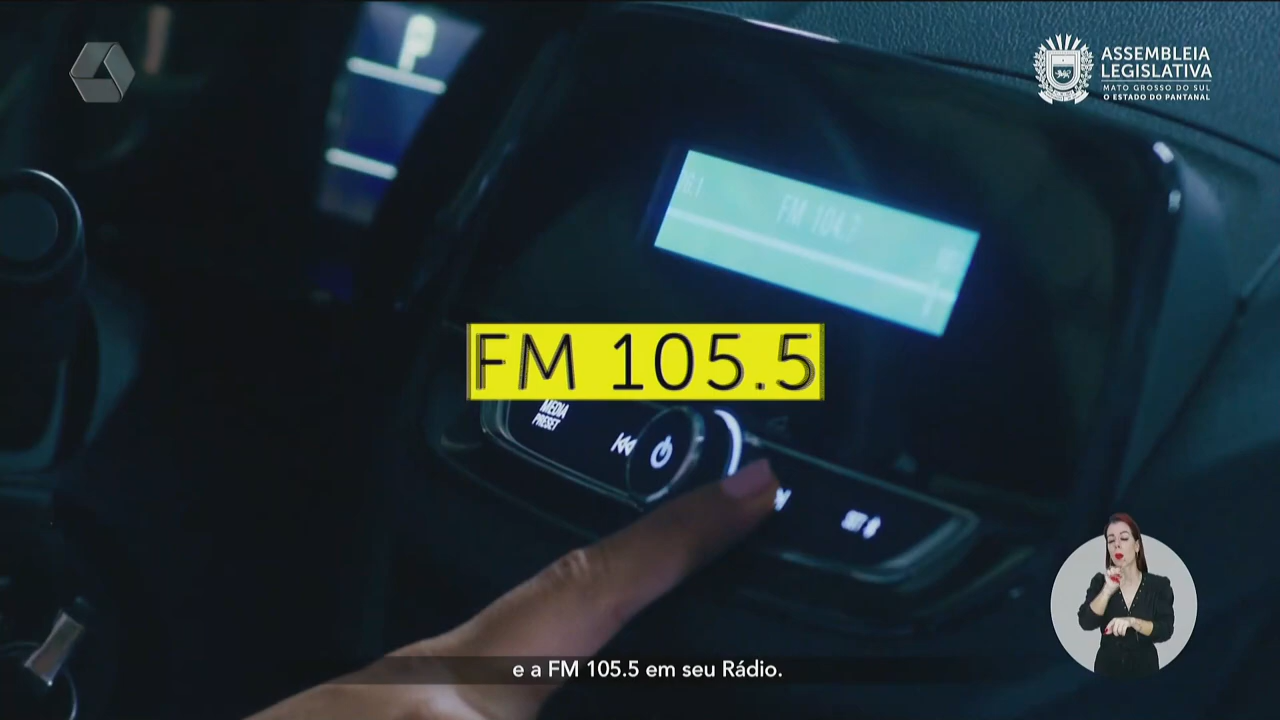 P
ASSEMBLEIA
LEGISLATIVA
MATO GROSSO DO SUL
O ESTADO DO PANTANAL
FM 104.7
FM 105.5
MEDIA
PRESET
e a FM 105.5 em seu Rádio.